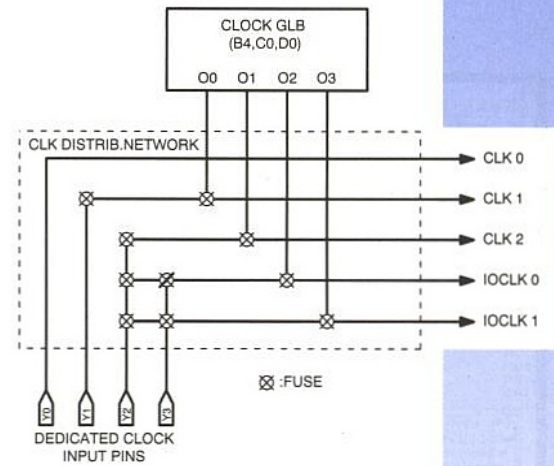 CLOCK GLB
(B4,C0,D0)
O0 O1 O2 O3
CLK DISTRIB.NETWORK
CLK 0
CLK 1
CLK 2
IOCLK 0
IOCLK 1
:FUSE
Y0 Y1 Y2 Y3
DEDICATED CLOCK
INPUT PINS